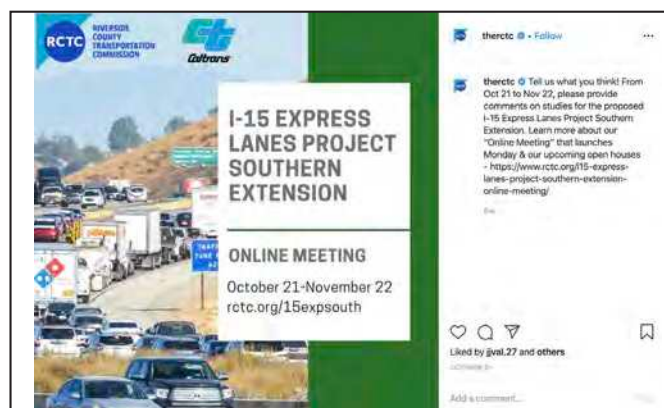 RCTC
RIVERSIDE
COUNTY
TRANSPORTATION
COMMISSION
Caltrans
I-15 EXPRESS
LANES PROJECT
SOUTHERN
EXTENSION
ONLINE MEETING
October 21-November 22
rctc.org/15expsouth
therctc • Follow
therctc Tell us what you think! From
Oct 21 to Nov 22, please provide
comments on studies for the proposed
I-15 Express Lanes Project Southern
Extension. Learn more about our
"Online Meeting" that launches
Monday & our upcoming open houses
- https://www.rctc.org/i15-express-
lanes-project-southern-extension-
online-meeting/
Liked by jjval.27 and others
Add a comment...